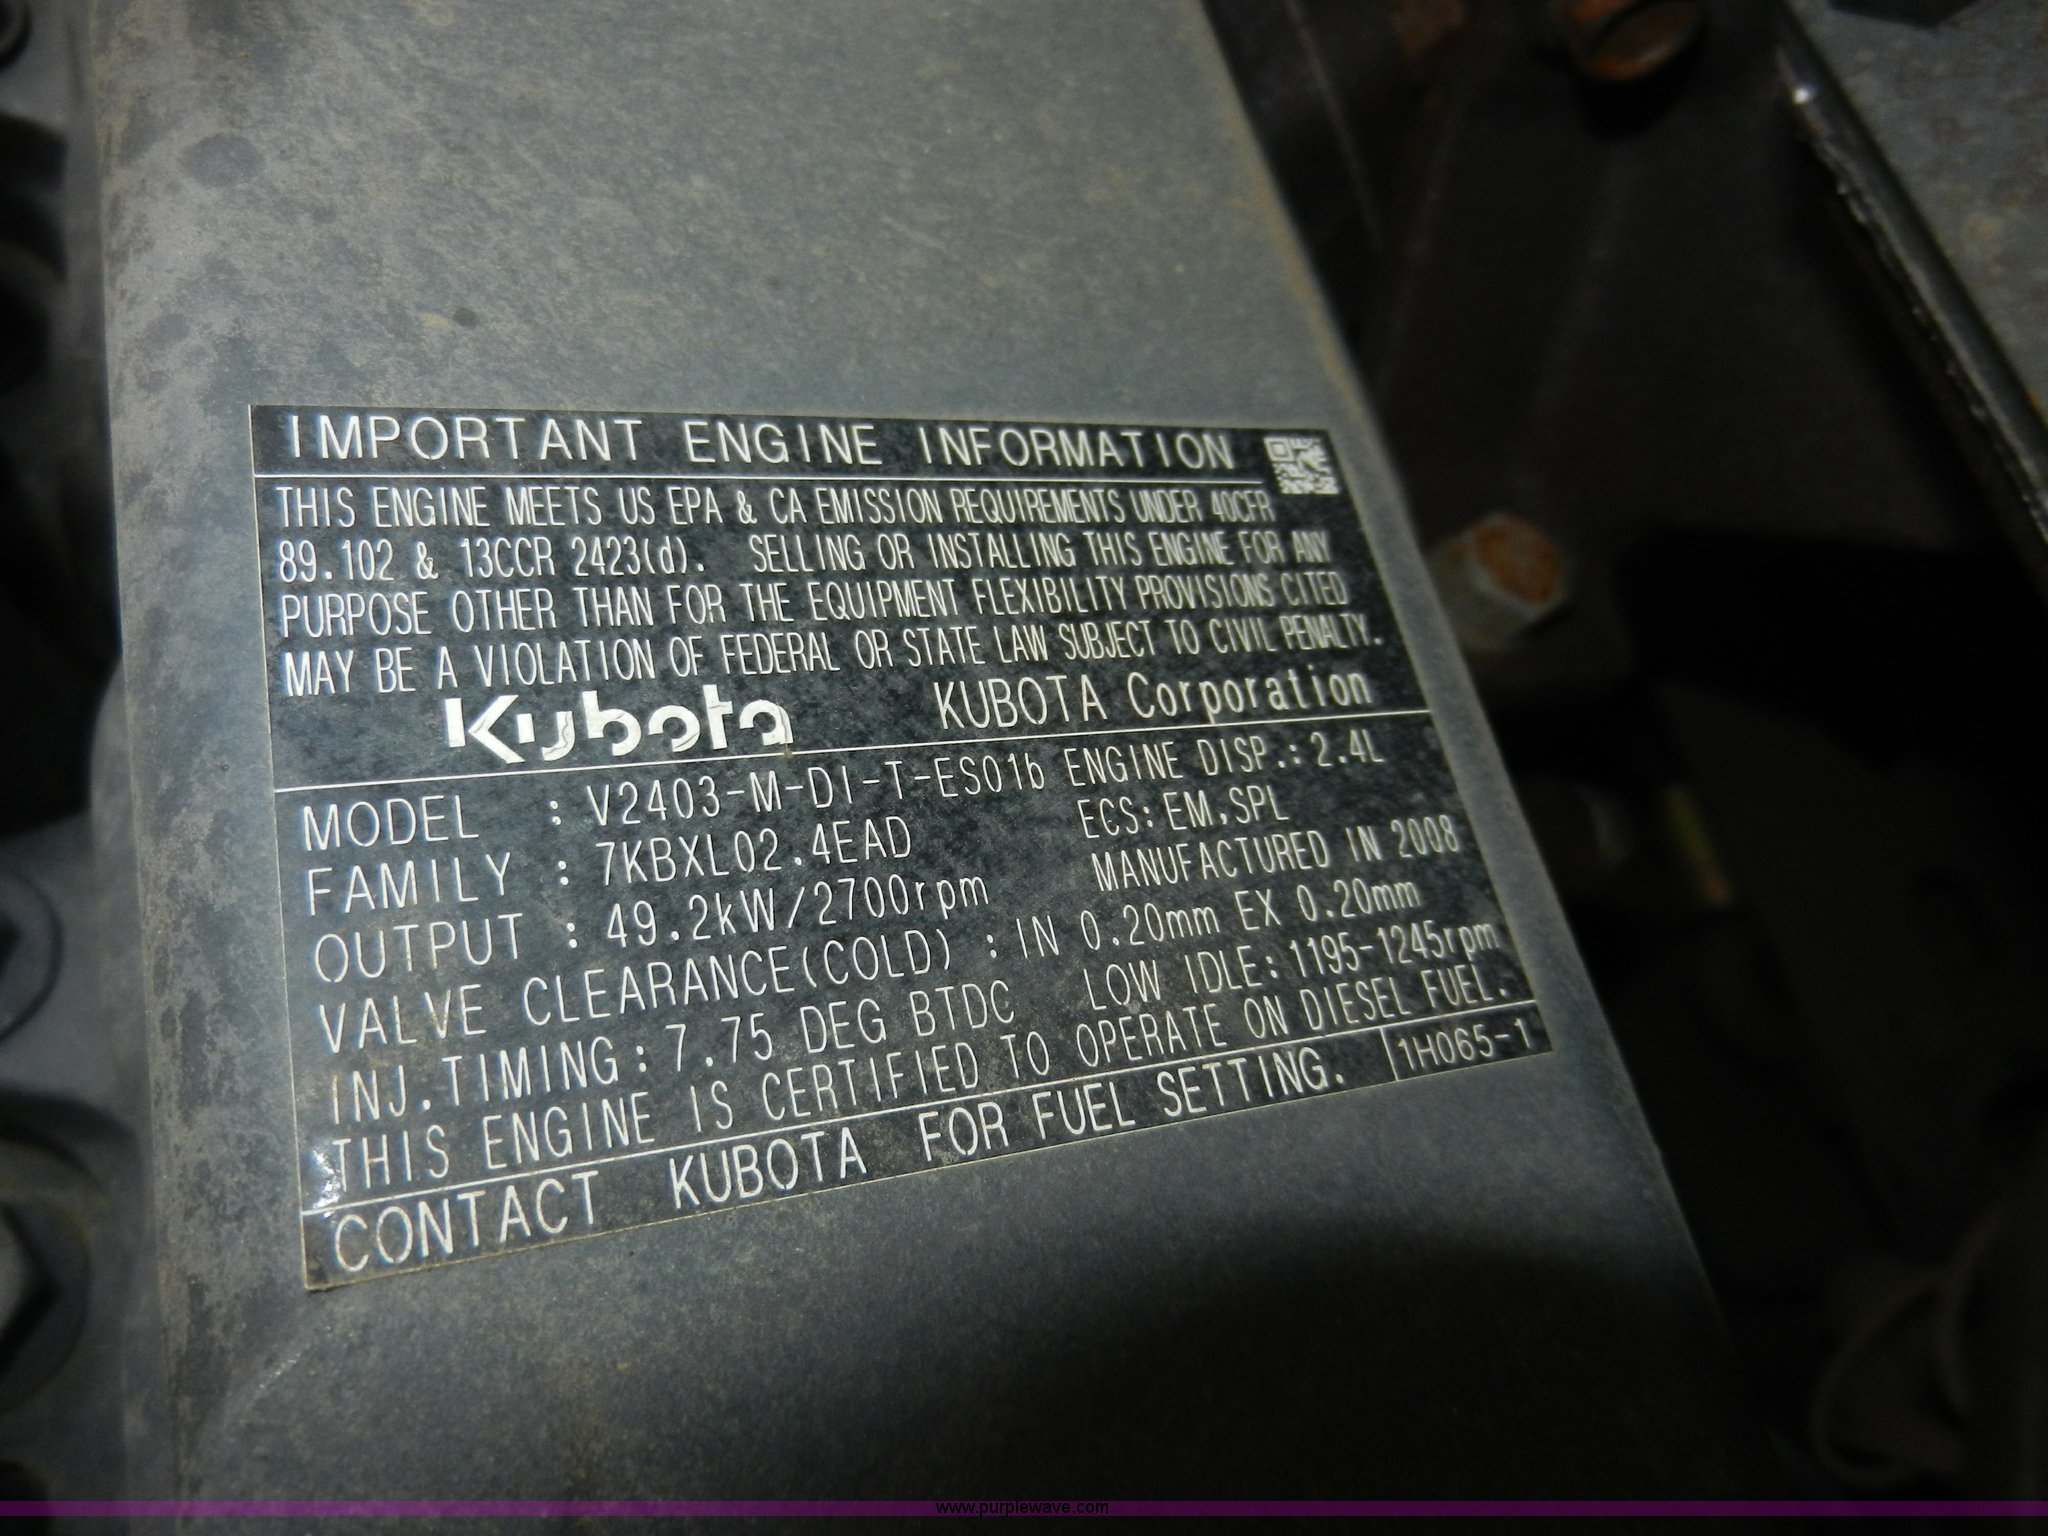 IMPORTANT ENGINE INFORMATION
THIS ENGINE MEETS US EPA & CA EMISSION REQUIREMENTS UNDER 40CFR
89.102 & 13CCR 2423(d). SELLING OR INSTALLING THIS ENGINE FOR ANY
PURPOSE OTHER THAN FOR THE EQUIPMENT FLEXIBILITY PROVISIONS CITED
MAY BE A VIOLATION OF FEDERAL OR STATE LAW SUBJECT TO CIVIL PENALTY.
Kubota KUBOTA Corporation
MODEL : V2403-M-DI-T-ES01b ENGINE DISP.: 2.4L
FAMILY : 7KBXL02.4EAD ECS: EM,SPL
OUTPUT : 49.2kW/2700rpm MANUFACTURED IN 2008
VALVE CLEARANCE(COLD) : IN 0.20mm EX 0.20mm
INJ.TIMING: 7.75 DEG BTDC LOW IDLE: 1195-1245rpm
THIS ENGINE IS CERTIFIED TO OPERATE ON DIESEL FUEL.
CONTACT KUBOTA FOR FUEL SETTING. 1H065-1
www.purplewave.com